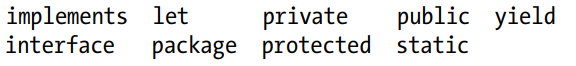 implements let private public yield
interface package protected static